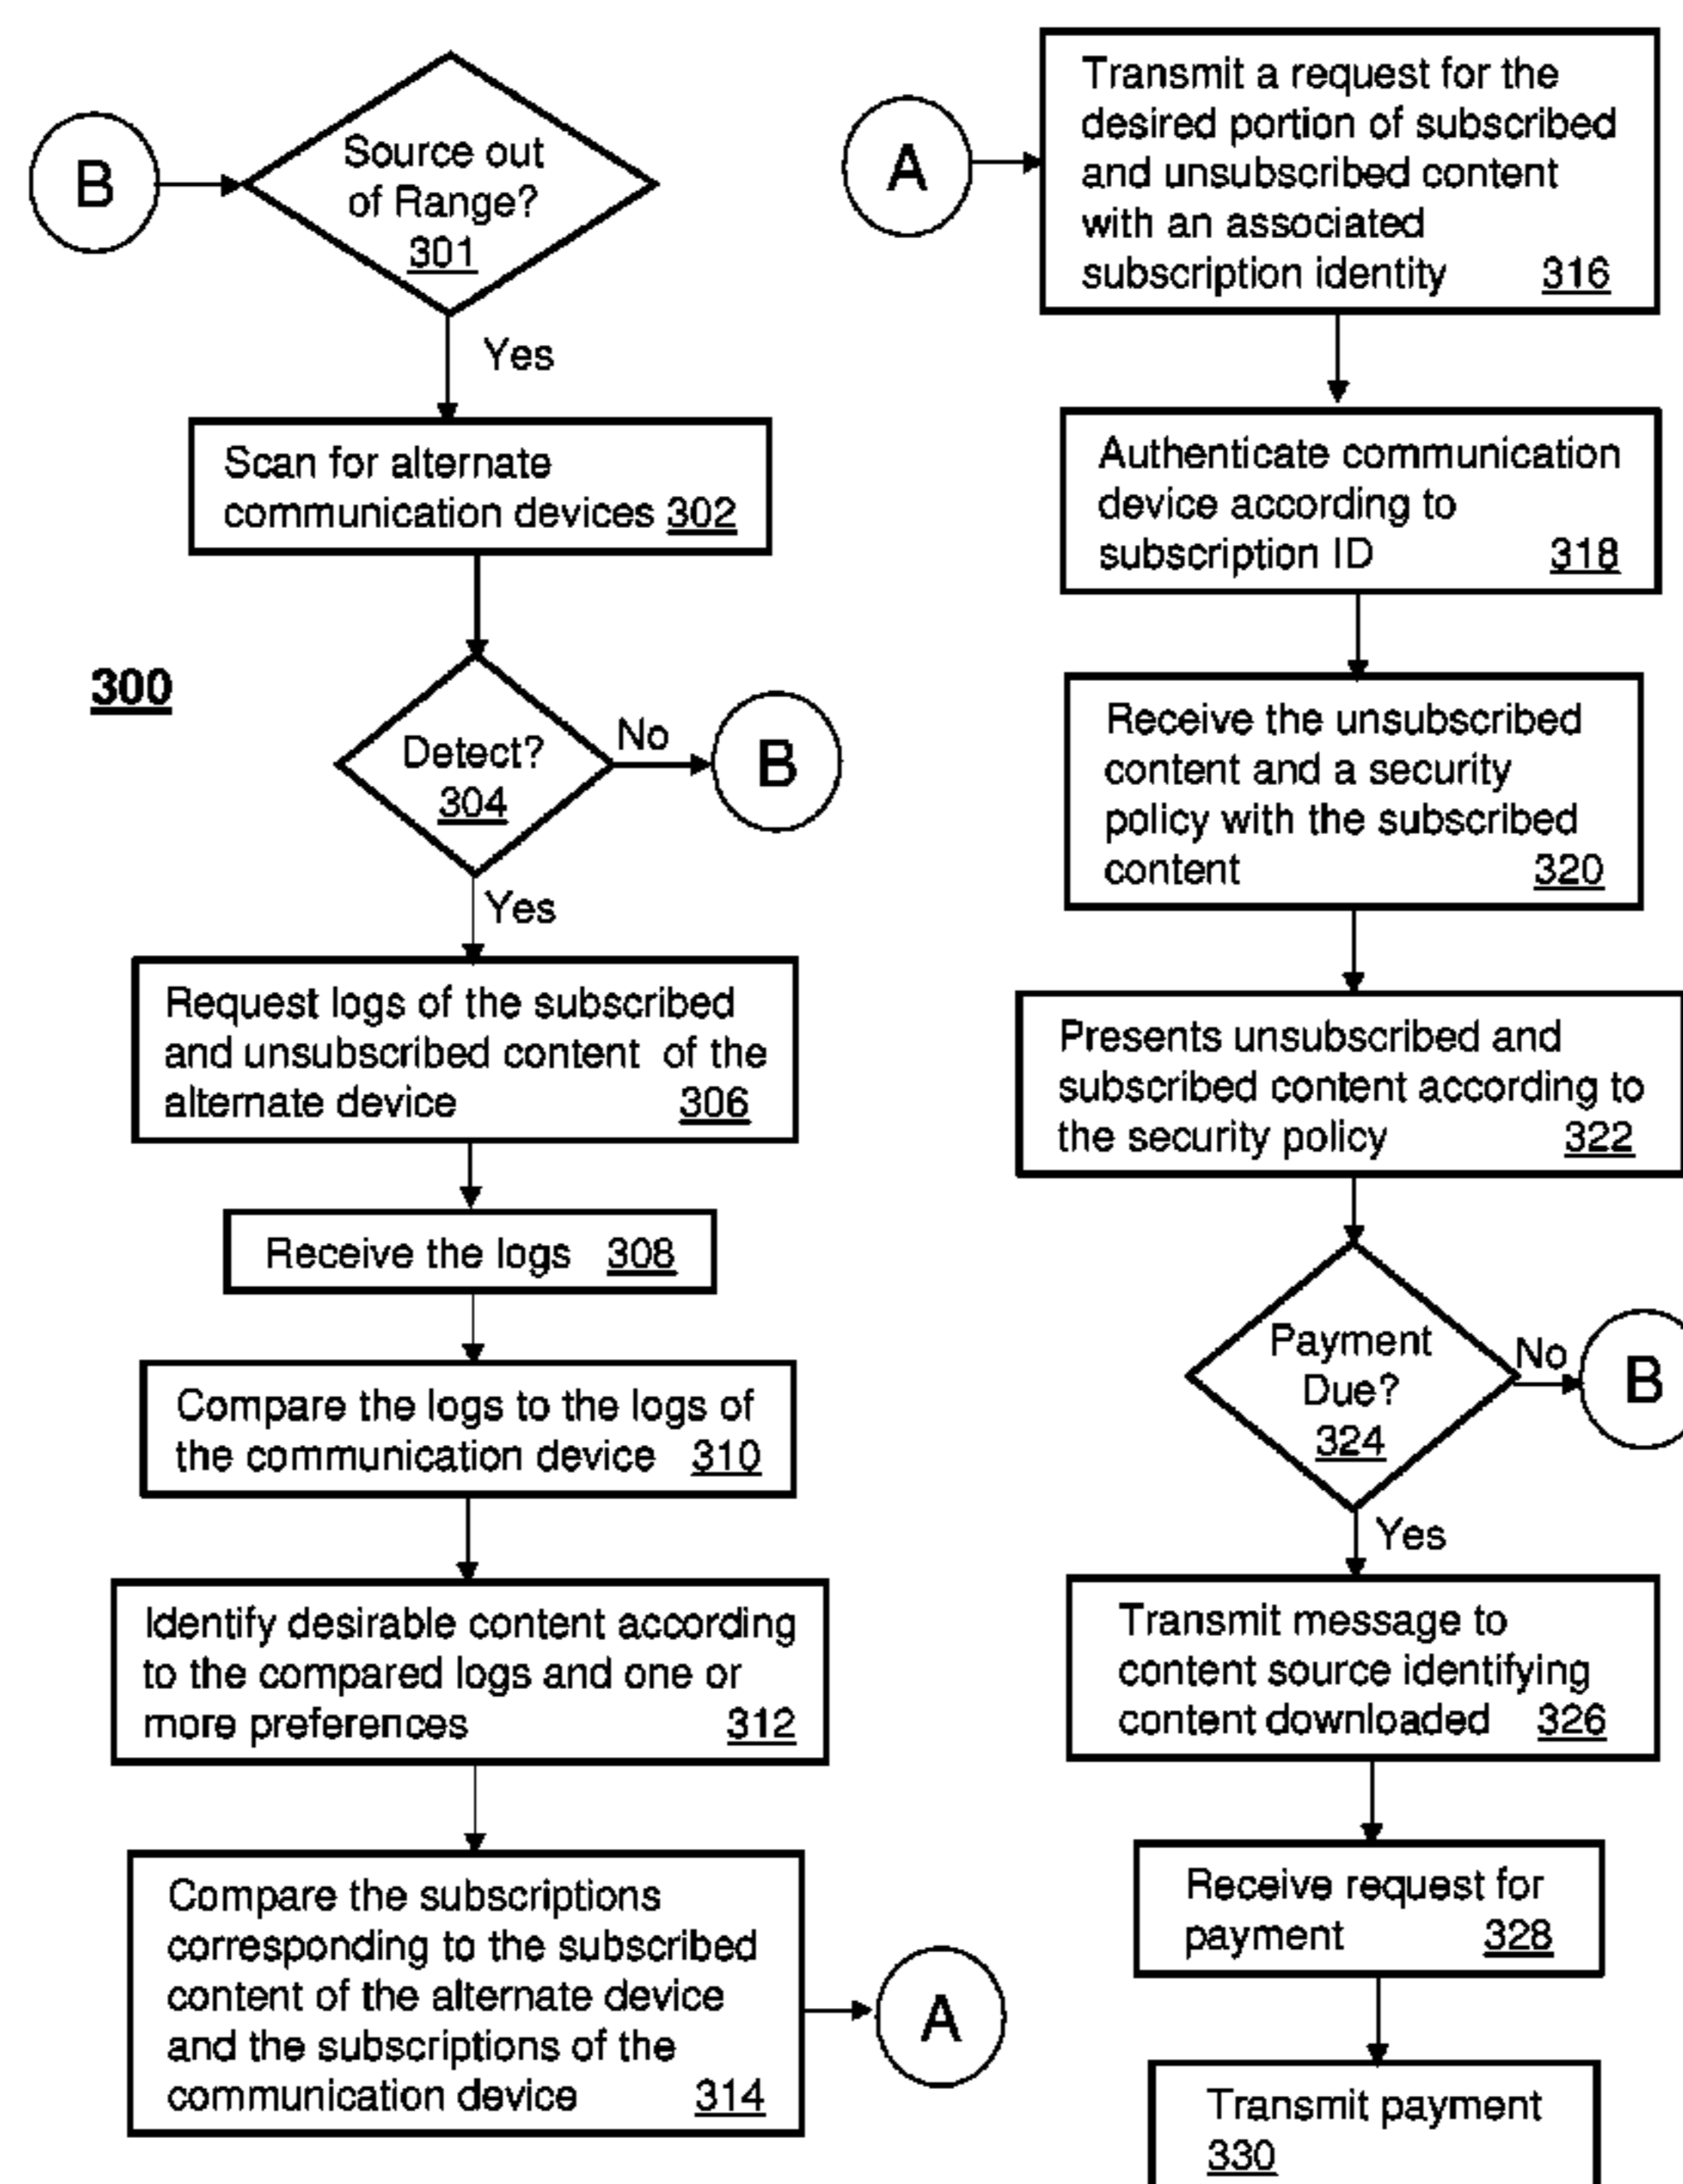 B
Source out
of Range?
301
Yes
Scan for alternate
communication devices 302
300
Detect?
304
No
B
Yes
Request logs of the subscribed
and unsubscribed content of the
alternate device 306
Receive the logs 308
Compare the logs to the logs of
the communication device 310
Identify desirable content according
to the compared logs and one or
more preferences 312
Compare the subscriptions
corresponding to the subscribed
content of the alternate device
and the subscriptions of the
communication device 314
A
A
Transmit a request for the
desired portion of subscribed
and unsubscribed content
with an associated
subscription identity 316
Authenticate communication
device according to
subscription ID 318
Receive the unsubscribed
content and a security
policy with the subscribed
content 320
Presents unsubscribed and
subscribed content according to
the security policy 322
Payment
Due?
324
No
B
Yes
Transmit message to
content source identifying
content downloaded 326
Receive request for
payment 328
Transmit payment
330